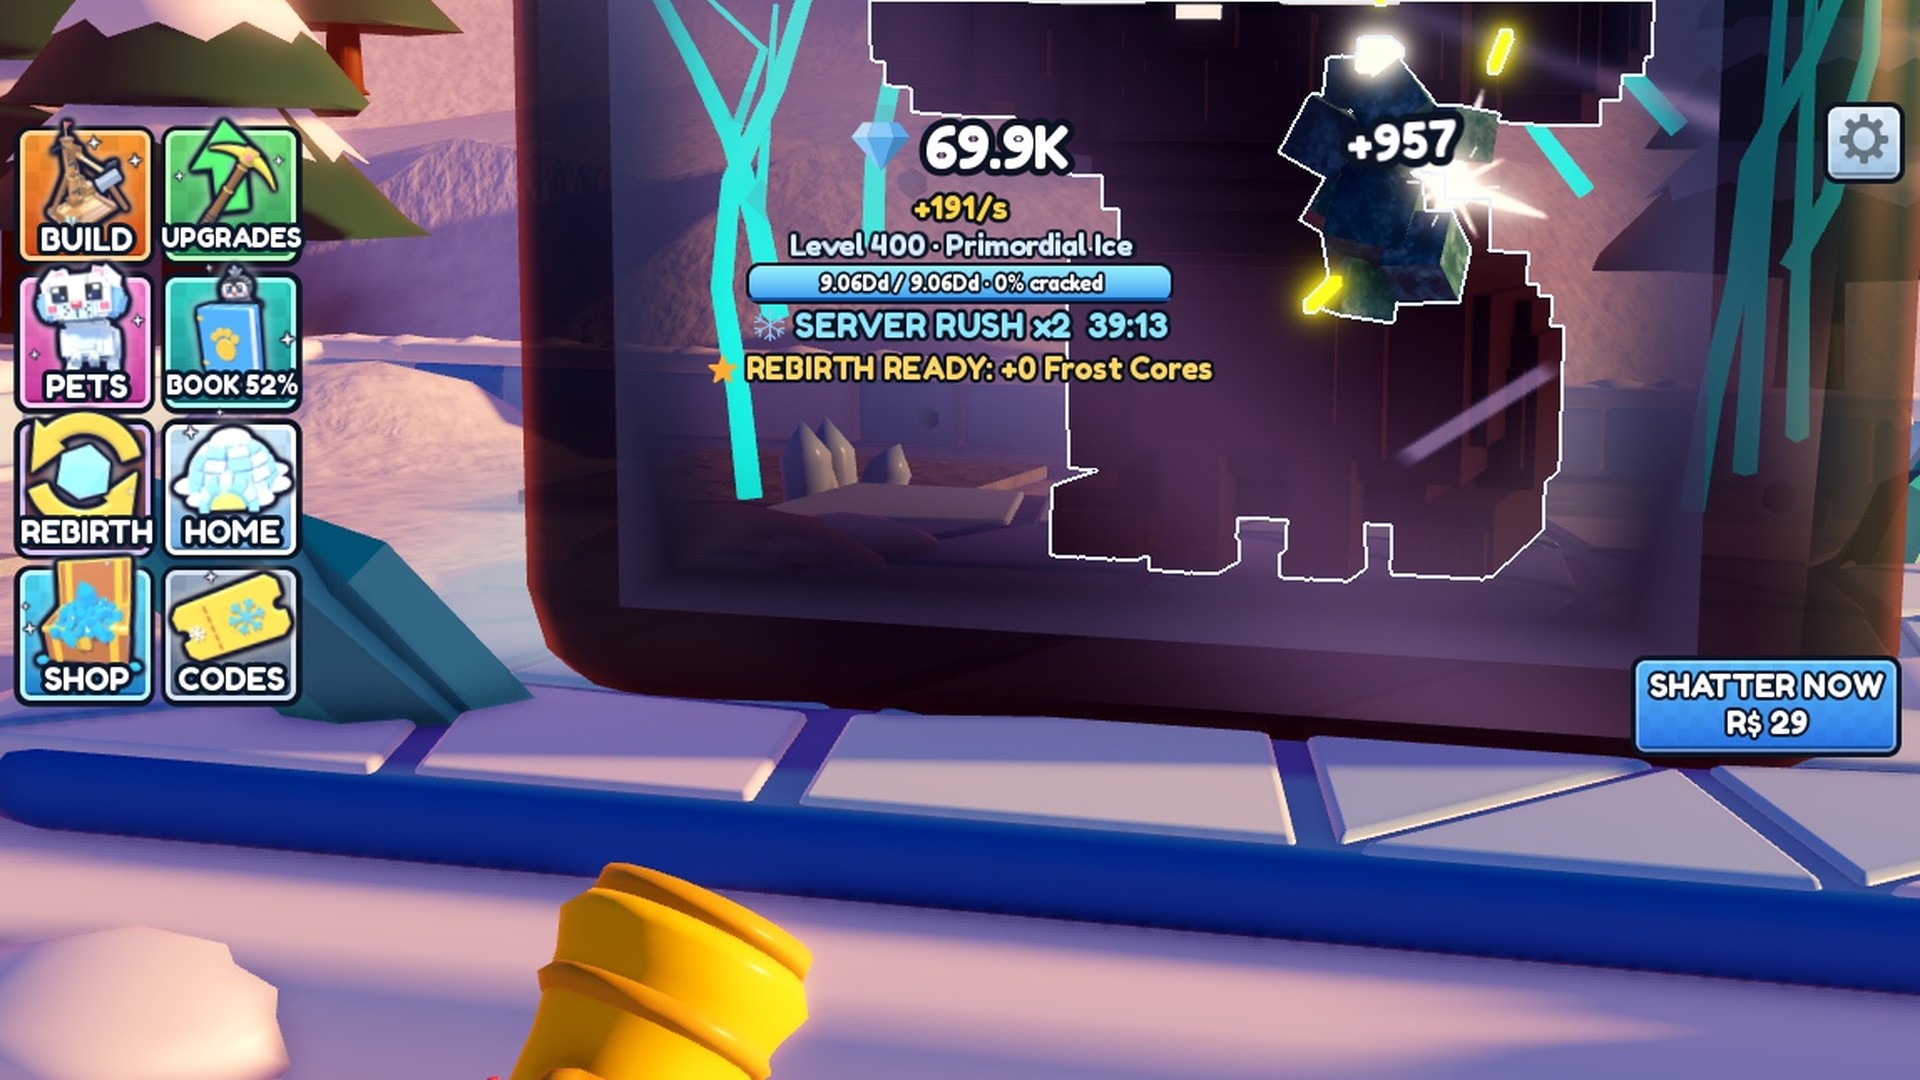 69.9K
+957
+191/s
Level 400 · Primordial Ice
9.06Dd / 9.06Dd · 0% cracked
SERVER RUSH x2 39:13
REBIRTH READY: +0 Frost Cores
BUILD
UPGRADES
PETS
BOOK 52%
REBIRTH
HOME
SHOP
CODES
SHATTER NOW
R$ 29